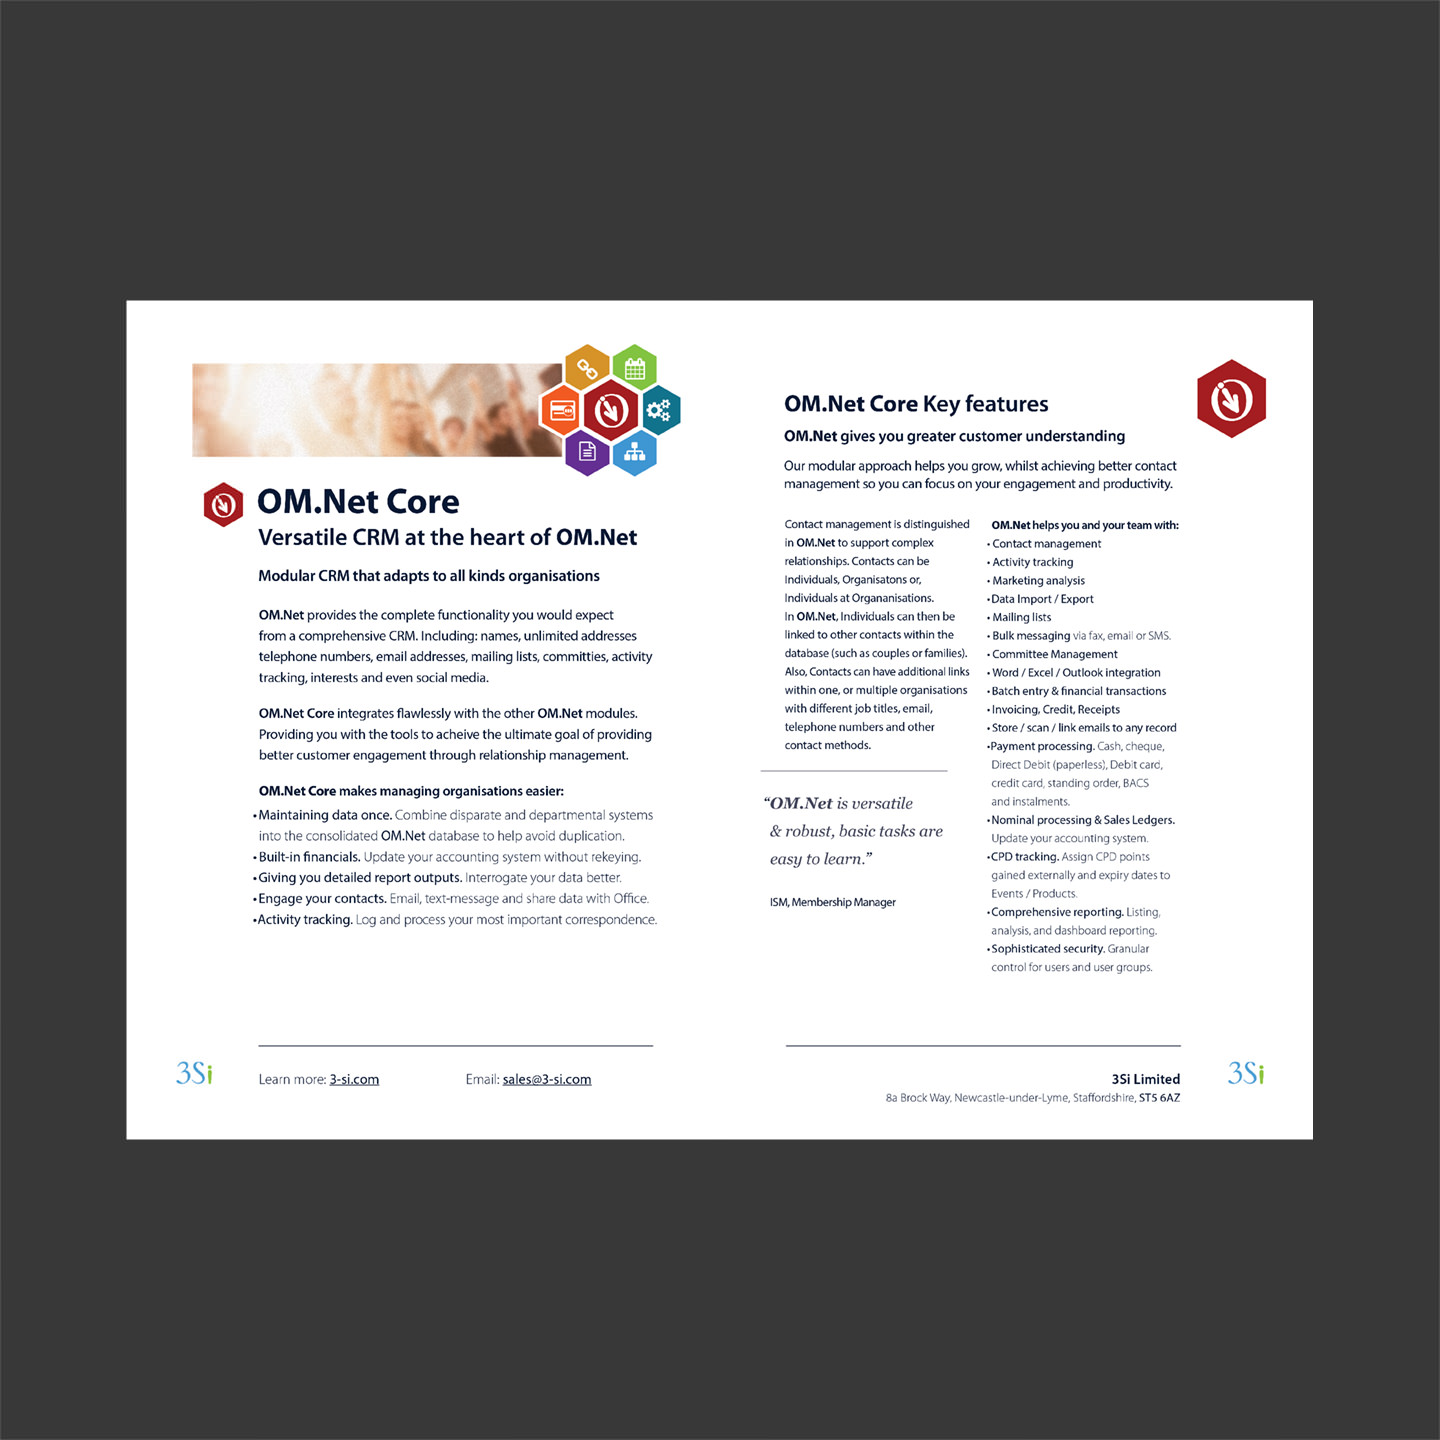 OM.Net Core
Versatile CRM at the heart of OM.Net
Modular CRM that adapts to all kinds organisations
OM.Net provides the complete functionality you would expect
from a comprehensive CRM. Including: names, unlimited addresses
telephone numbers, email addresses, mailing lists, committies, activity
tracking, interests and even social media.
OM.Net Core integrates flawlessly with the other OM.Net modules.
Providing you with the tools to acheive the ultimate goal of providing
better customer engagement through relationship management.
OM.Net Core makes managing organisations easier:
• Maintaining data once. Combine disparate and departmental systems
into the consolidated OM.Net database to help avoid duplication.
• Built-in financials. Update your accounting system without rekeying.
• Giving you detailed report outputs. Interrogate your data better.
• Engage your contacts. Email, text-message and share data with Office.
• Activity tracking. Log and process your most important correspondence.
3Si
Learn more: 3-si.com
Email: sales@3-si.com
OM.Net Core Key features
OM.Net gives you greater customer understanding
Our modular approach helps you grow, whilst achieving better contact
management so you can focus on your engagement and productivity.
Contact management is distinguished
in OM.Net to support complex
relationships. Contacts can be
Individuals, Organisatons or,
Individuals at Organanisations.
In OM.Net, Individuals can then be
linked to other contacts within the
database (such as couples or families).
Also, Contacts can have additional links
within one, or multiple organisations
with different job titles, email,
telephone numbers and other
contact methods.
“OM.Net is versatile
& robust, basic tasks are
easy to learn.”
ISM, Membership Manager
OM.Net helps you and your team with:
• Contact management
• Activity tracking
• Marketing analysis
• Data Import / Export
• Mailing lists
• Bulk messaging via fax, email or SMS.
• Committee Management
• Word / Excel / Outlook integration
• Batch entry & financial transactions
• Invoicing, Credit, Receipts
• Store / scan / link emails to any record
• Payment processing. Cash, cheque,
Direct Debit (paperless), Debit card,
credit card, standing order, BACS
and instalments.
• Nominal processing & Sales Ledgers.
Update your accounting system.
• CPD tracking. Assign CPD points
gained externally and expiry dates to
Events / Products.
• Comprehensive reporting. Listing,
analysis, and dashboard reporting.
• Sophisticated security. Granular
control for users and user groups.
3Si Limited
8a Brock Way, Newcastle-under-Lyme, Staffordshire, ST5 6AZ
3Si